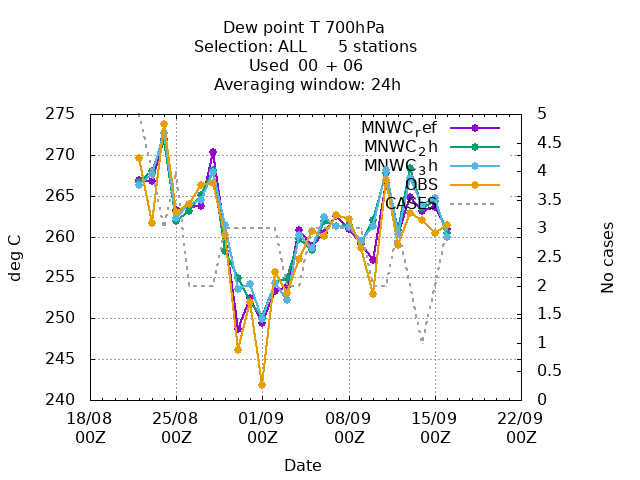 Dew point T 700hPa
Selection: ALL 5 stations
Used 00 + 06
Averaging window: 24h
275 5
MNWC_ref
4.5
MNWC_2h
270 4
MNWC_3h
OBS
265 3.5
CASES
260 3
deg C
No cases
2.5
255 2
250 1.5
1
245 0.5
240 0
18/08 25/08 01/09 08/09 15/09 22/09
00Z 00Z 00Z 00Z 00Z 00Z
Date